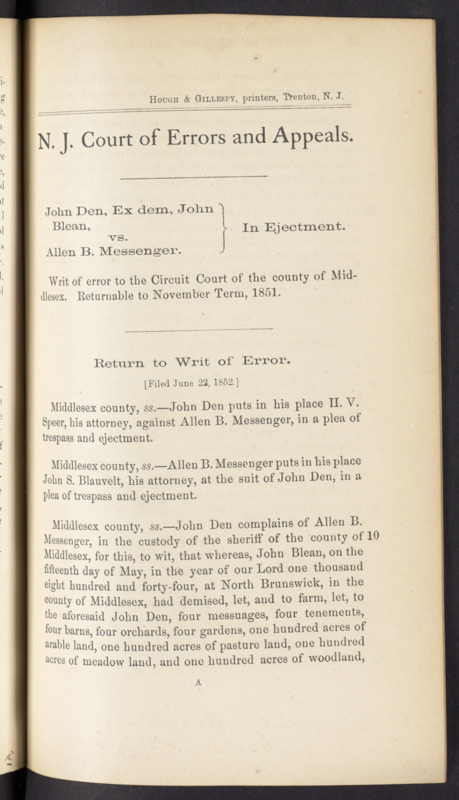 Hough & Gillespy, printers, Trenton, N. J.
N. J. Court of Errors and Appeals.
John Den, Ex dem, John
Blean,
vs.
Allen B. Messenger.
In Ejectment.
Writ of error to the Circuit Court of the county of Mid-
dlesex. Returnable to November Term, 1851.
Return to Writ of Error.
[Filed June 22, 1852.]
Middlesex county, ss.—John Den puts in his place H. V.
Speer, his attorney, against Allen B. Messenger, in a plea of
trespass and ejectment.
Middlesex county, ss.—Allen B. Messenger puts in his place
John S. Blauvelt, his attorney, at the suit of John Den, in a
plea of trespass and ejectment.
Middlesex county, ss.—John Den complains of Allen B.
Messenger, in the custody of the sheriff of the county of 10
Middlesex, for this, to wit, that whereas, John Blean, on the
fifteenth day of May, in the year of our Lord one thousand
eight hundred and forty-four, at North Brunswick, in the
county of Middlesex, had demised, let, and to farm, let, to
the aforesaid John Den, four messuages, four tenements,
four barns, four orchards, four gardens, one hundred acres of
arable land, one hundred acres of pasture land, one hundred
acres of meadow land, and one hundred acres of woodland,
A